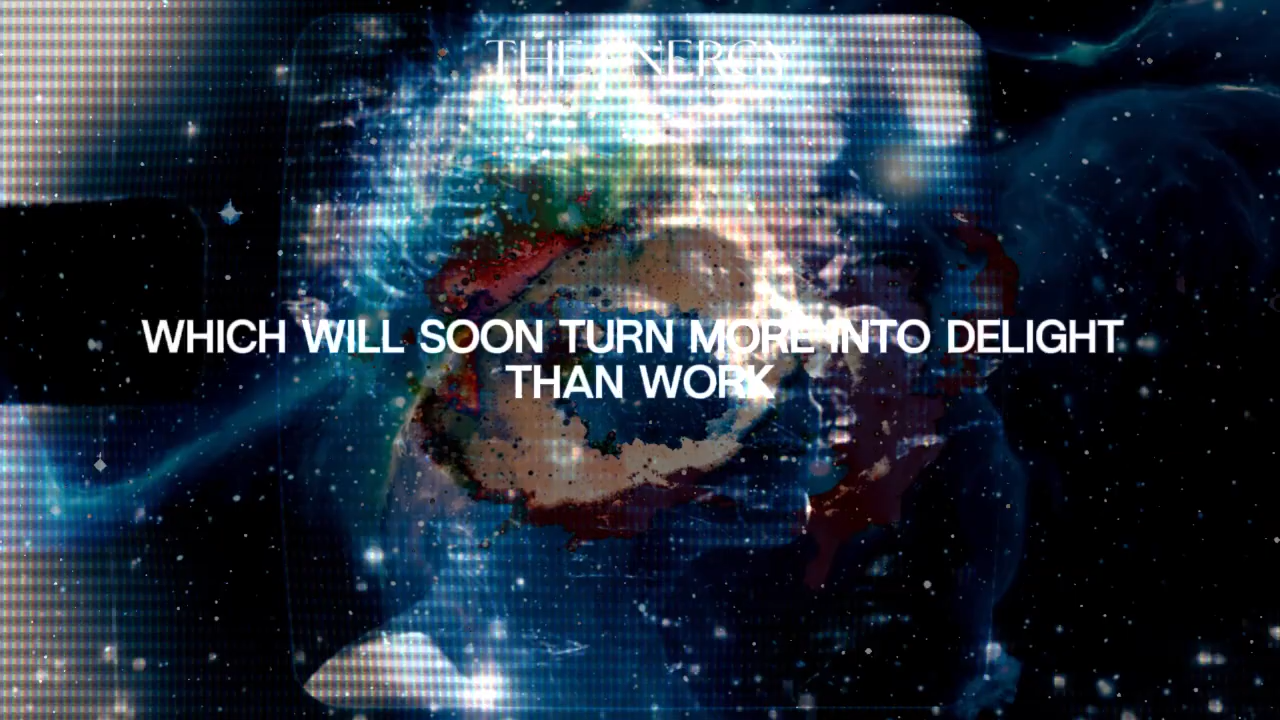 THE ENERGY
WHICH WILL SOON TURN MORE INTO DELIGHT
THAN WORK